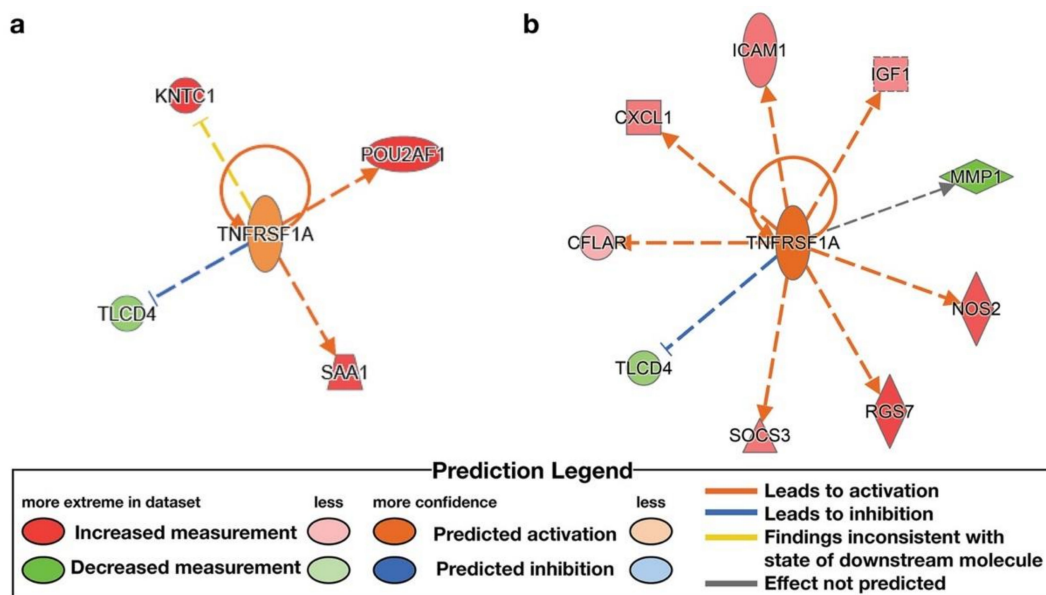 a
KNTC1
POU2AF1
TNFRSF1A
TLCD4
SAA1
b
ICAM1
IGF1
CXCL1
MMP1
CFLAR
TNFRSF1A
NOS2
TLCD4
RGS7
SOCS3
Prediction Legend
more extreme in dataset less
Increased measurement
Decreased measurement
more confidence less
Predicted activation
Predicted inhibition
Leads to activation
Leads to inhibition
Findings inconsistent with
state of downstream molecule
Effect not predicted